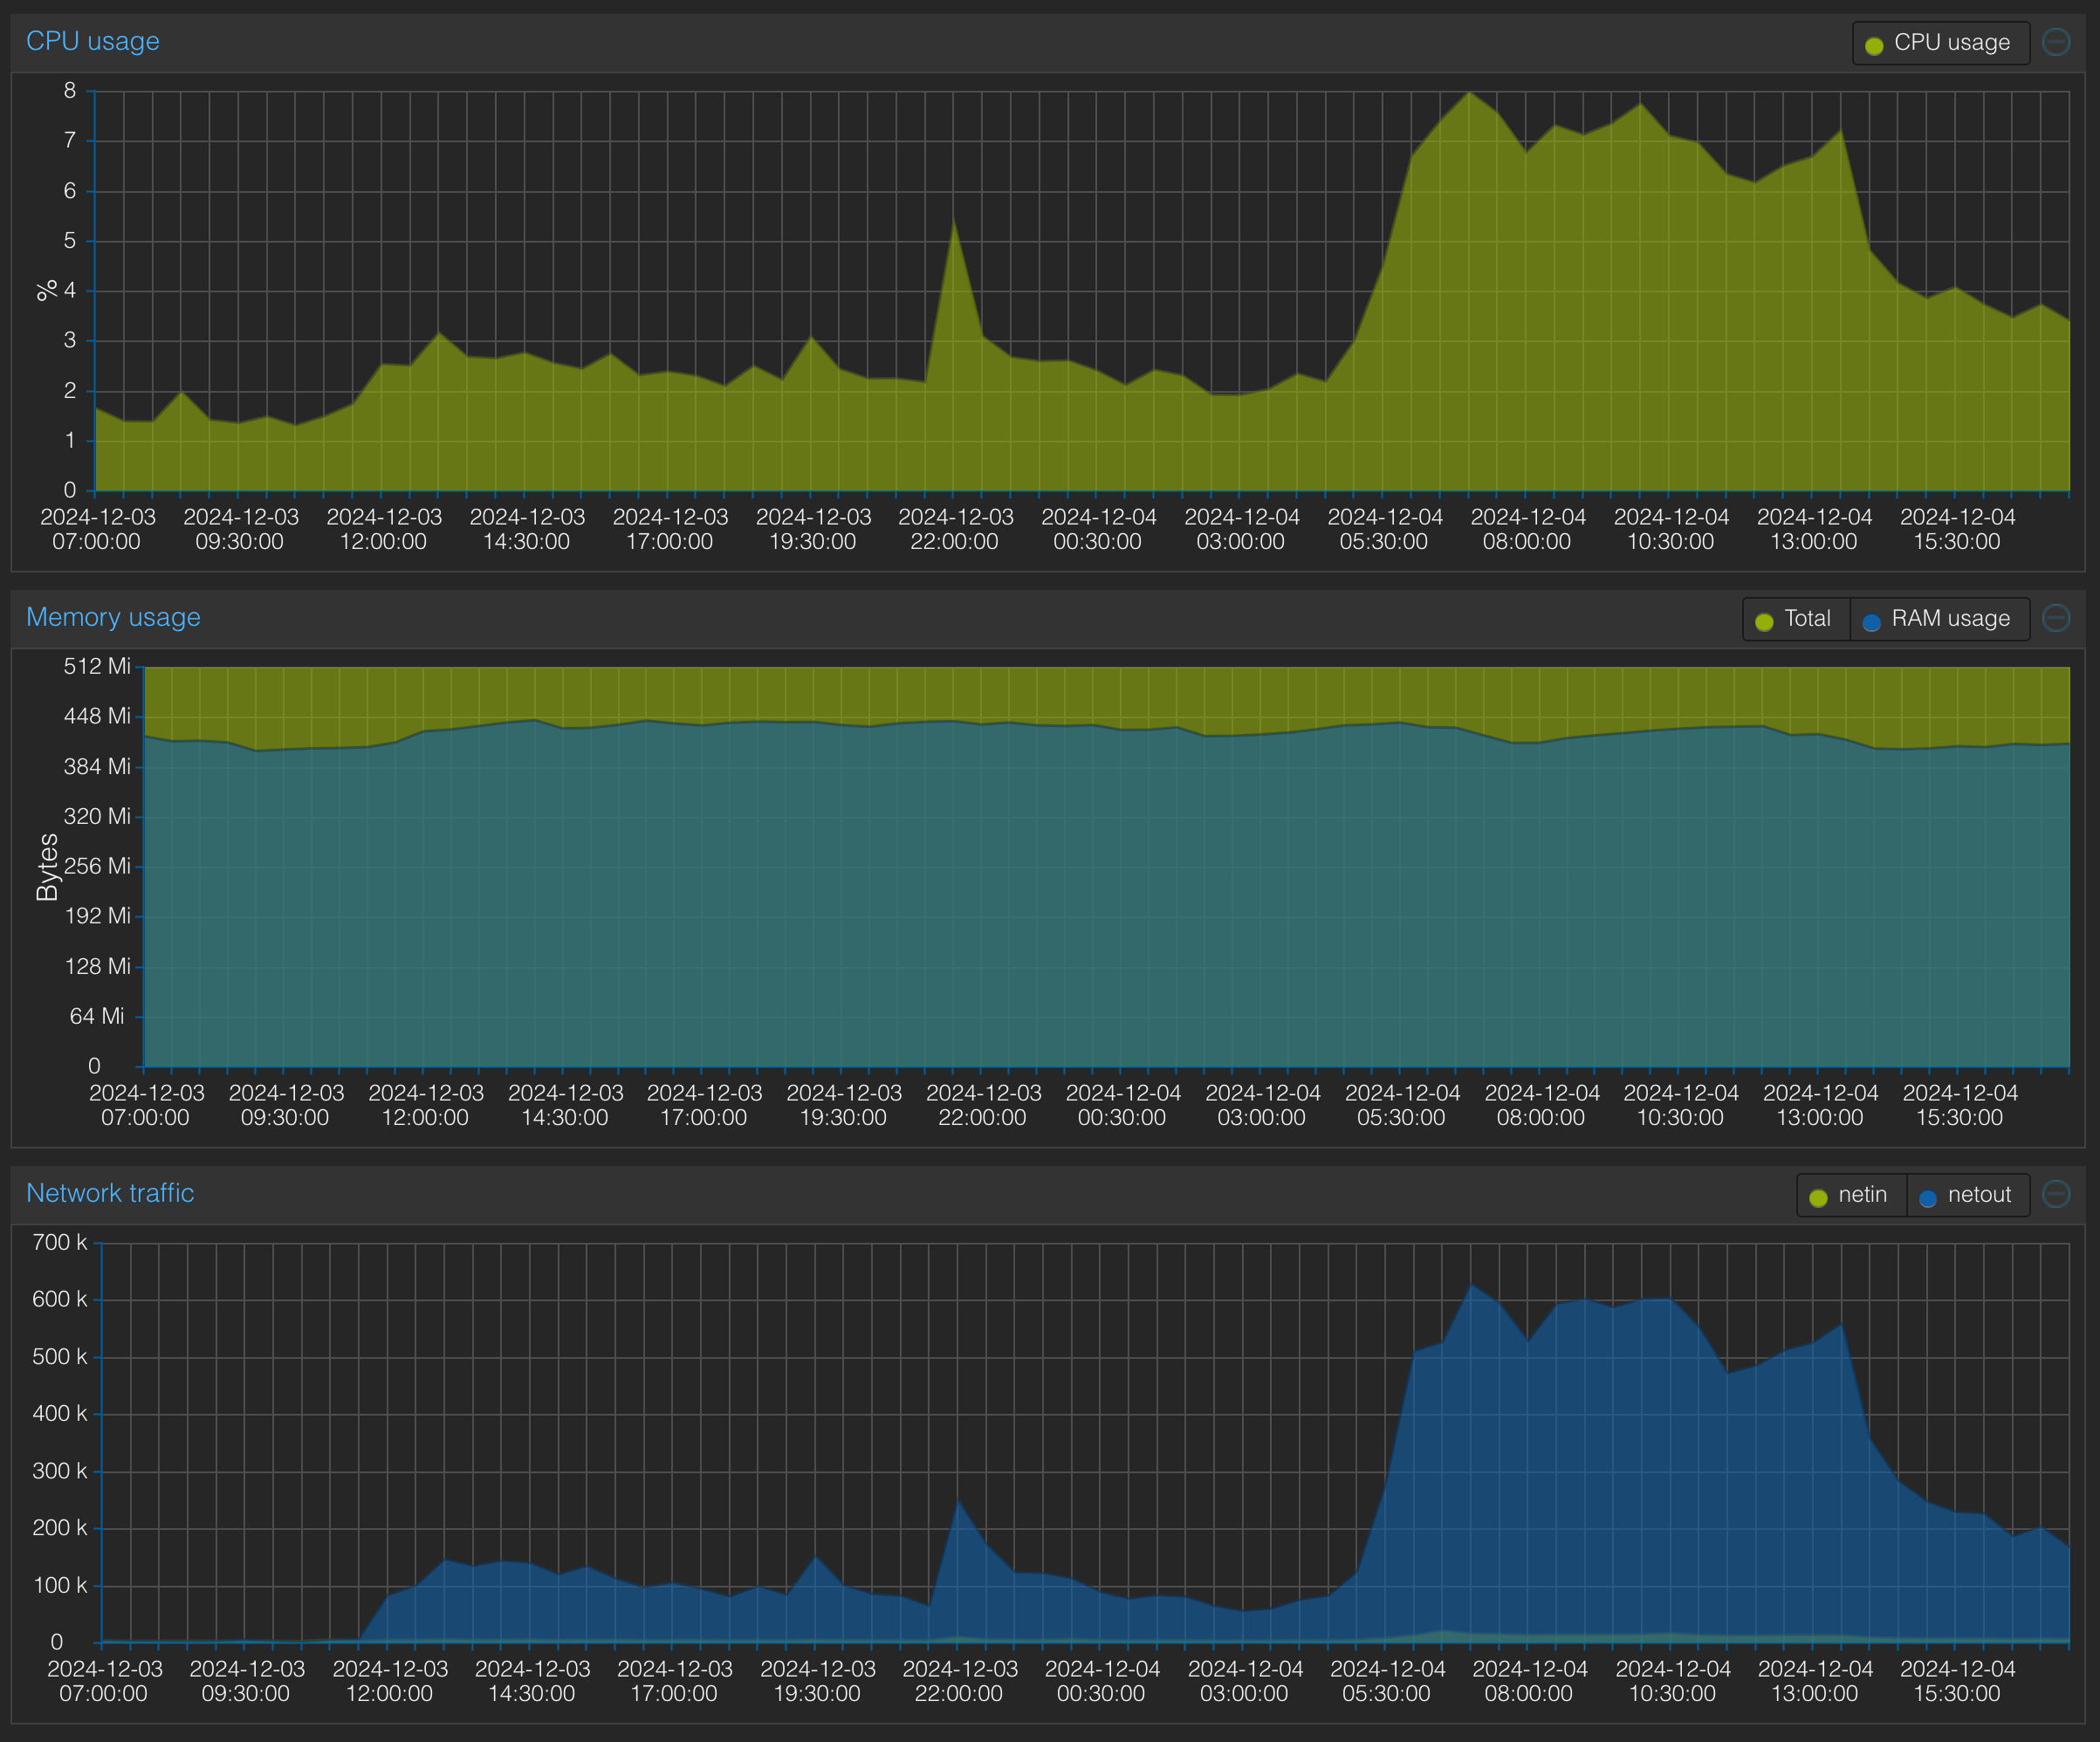 CPU usage
CPU usage
8
7
6
5
4
3
2
1
0
%
2024-12-03 2024-12-03 2024-12-03 2024-12-03 2024-12-03 2024-12-03 2024-12-03 2024-12-04 2024-12-04 2024-12-04 2024-12-04 2024-12-04 2024-12-04 2024-12-04
07:00:00 09:30:00 12:00:00 14:30:00 17:00:00 19:30:00 22:00:00 00:30:00 03:00:00 05:30:00 08:00:00 10:30:00 13:00:00 15:30:00
Memory usage
Total RAM usage
512 Mi
448 Mi
384 Mi
320 Mi
256 Mi
192 Mi
128 Mi
64 Mi
0
Bytes
2024-12-03 2024-12-03 2024-12-03 2024-12-03 2024-12-03 2024-12-03 2024-12-03 2024-12-04 2024-12-04 2024-12-04 2024-12-04 2024-12-04 2024-12-04 2024-12-04
07:00:00 09:30:00 12:00:00 14:30:00 17:00:00 19:30:00 22:00:00 00:30:00 03:00:00 05:30:00 08:00:00 10:30:00 13:00:00 15:30:00
Network traffic
netin netout
700 k
600 k
500 k
400 k
300 k
200 k
100 k
0
2024-12-03 2024-12-03 2024-12-03 2024-12-03 2024-12-03 2024-12-03 2024-12-03 2024-12-04 2024-12-04 2024-12-04 2024-12-04 2024-12-04 2024-12-04 2024-12-04
07:00:00 09:30:00 12:00:00 14:30:00 17:00:00 19:30:00 22:00:00 00:30:00 03:00:00 05:30:00 08:00:00 10:30:00 13:00:00 15:30:00